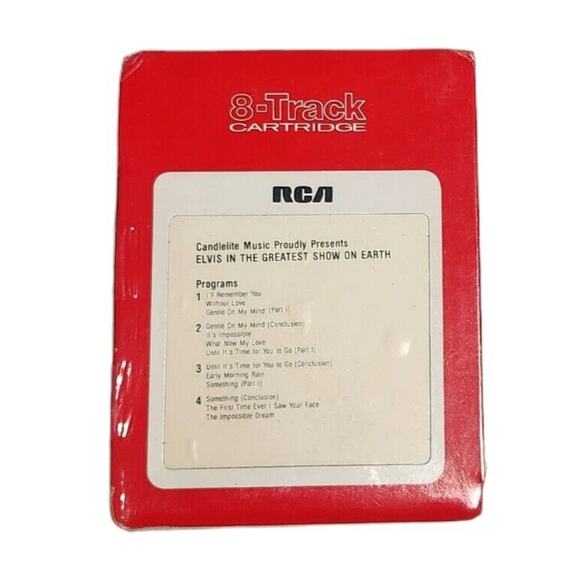 8-Track
CARTRIDGE
RCA
Candlelite Music Proudly Presents
ELVIS IN THE GREATEST SHOW ON EARTH
Programs
1 I'll Remember You
Without Love
Gentle On My Mind (Part I)
2 Gentle On My Mind (Conclusion)
It's Impossible
What Now My Love
Until It's Time for You to Go (Part I)
3 Until It's Time for You to Go (Conclusion)
Early Morning Rain
Something (Part I)
4 Something (Conclusion)
The First Time Ever I Saw Your Face
The Impossible Dream